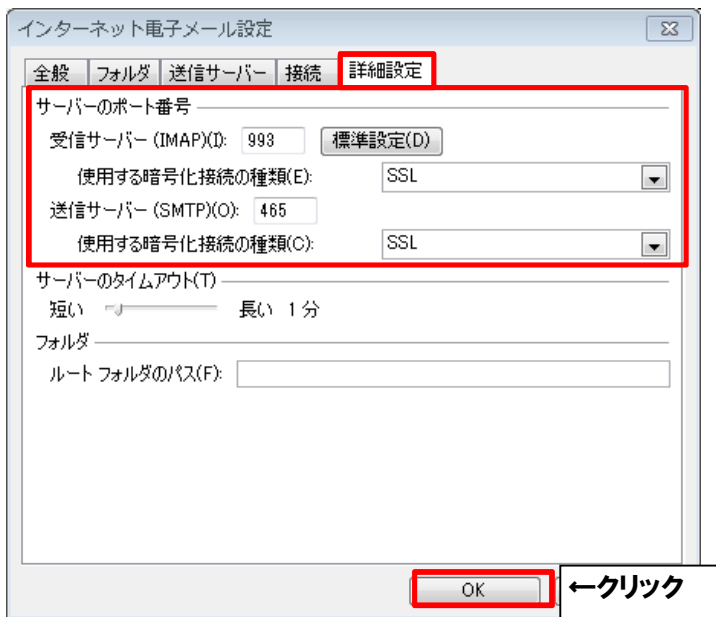 インターネット電子メール設定
全般 フォルダ 送信サーバー 接続 詳細設定
サーバーのポート番号
受信サーバー (IMAP)(I): 993 標準設定(D)
使用する暗号化接続の種類(E): SSL
送信サーバー (SMTP)(O): 465
使用する暗号化接続の種類(C): SSL
サーバーのタイムアウト(T)
短い 長い 1 分
フォルダ
ルート フォルダのパス(F):
OK ←クリック